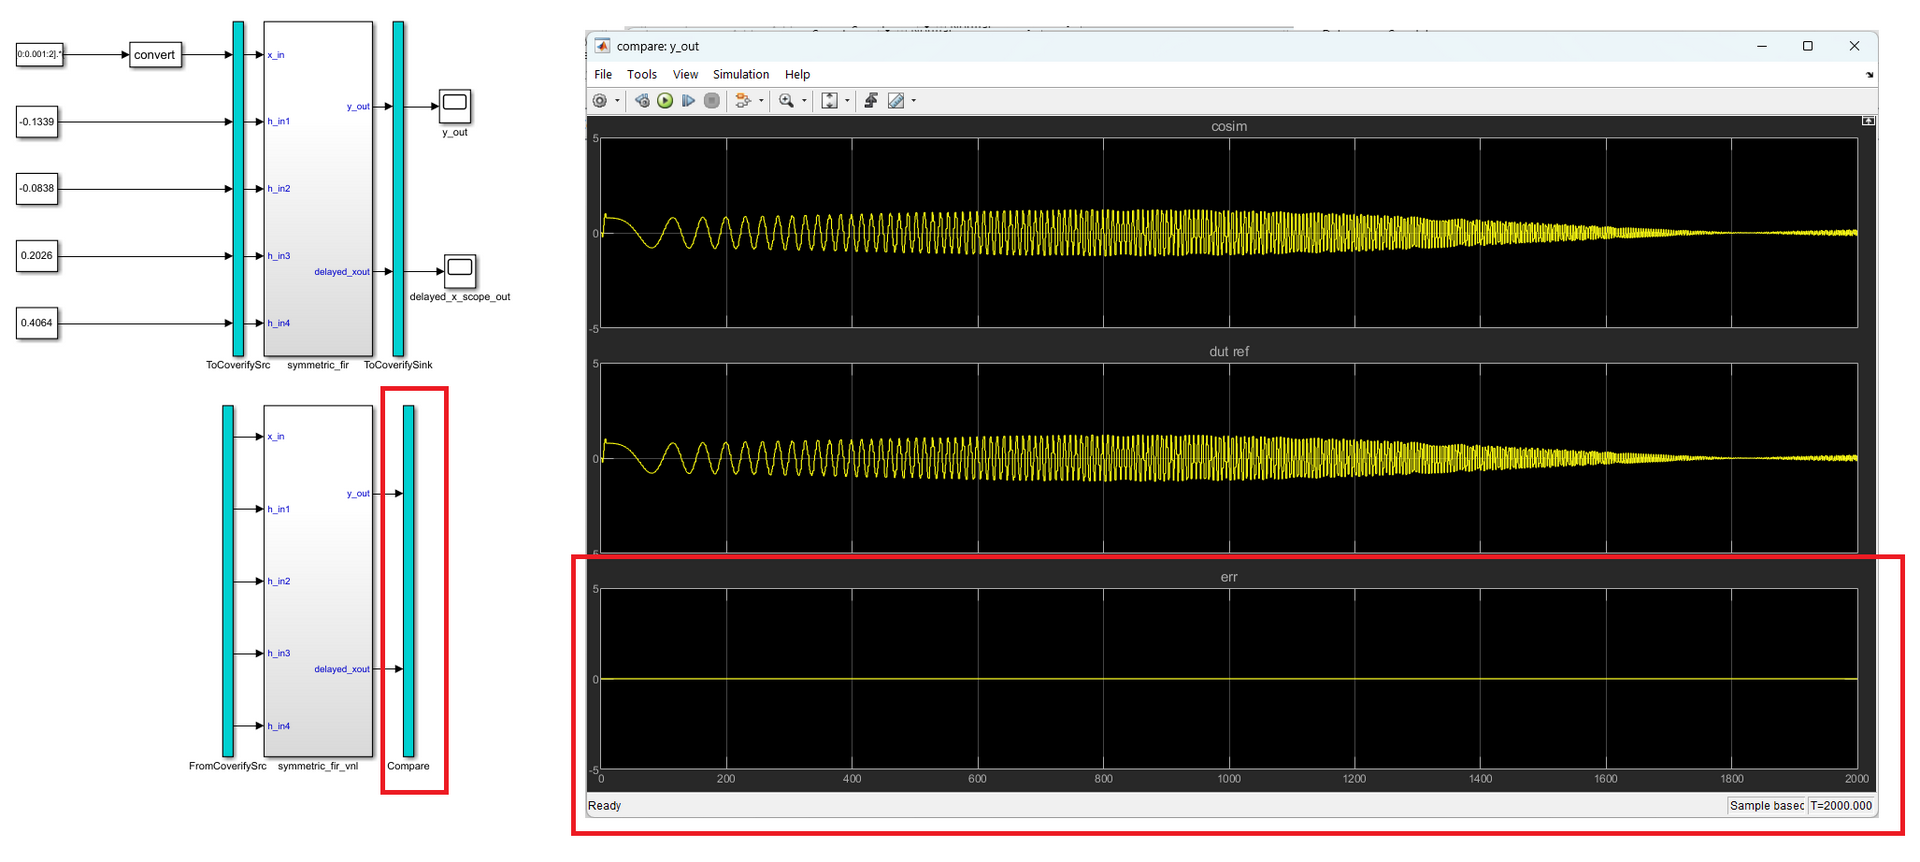 0:0.001:2].*
convert
x_in
y_out
y_out
-0.1339
h_in1
-0.0838
h_in2
0.2026
h_in3
delayed_xout
delayed_x_scope_out
0.4064
h_in4
ToCoverifySrc
symmetric_fir
ToCoverifySink
x_in
y_out
h_in1
h_in2
h_in3
delayed_xout
h_in4
FromCoverifySrc
symmetric_fir_vnl
Compare
compare: y_out
File Tools View Simulation Help
cosim
5
0
-5
dut ref
5
0
err
5
0
-5
0 200 400 600 800 1000 1200 1400 1600 1800 2000
Ready
Sample basec
T=2000.000